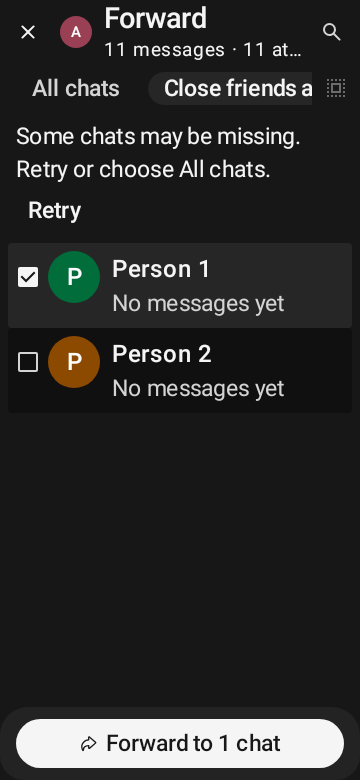 A
Forward
11 messages · 11 at…
All chats
Close friends a
Some chats may be missing.
Retry or choose All chats.
Retry
P
Person 1
No messages yet
P
Person 2
No messages yet
Forward to 1 chat